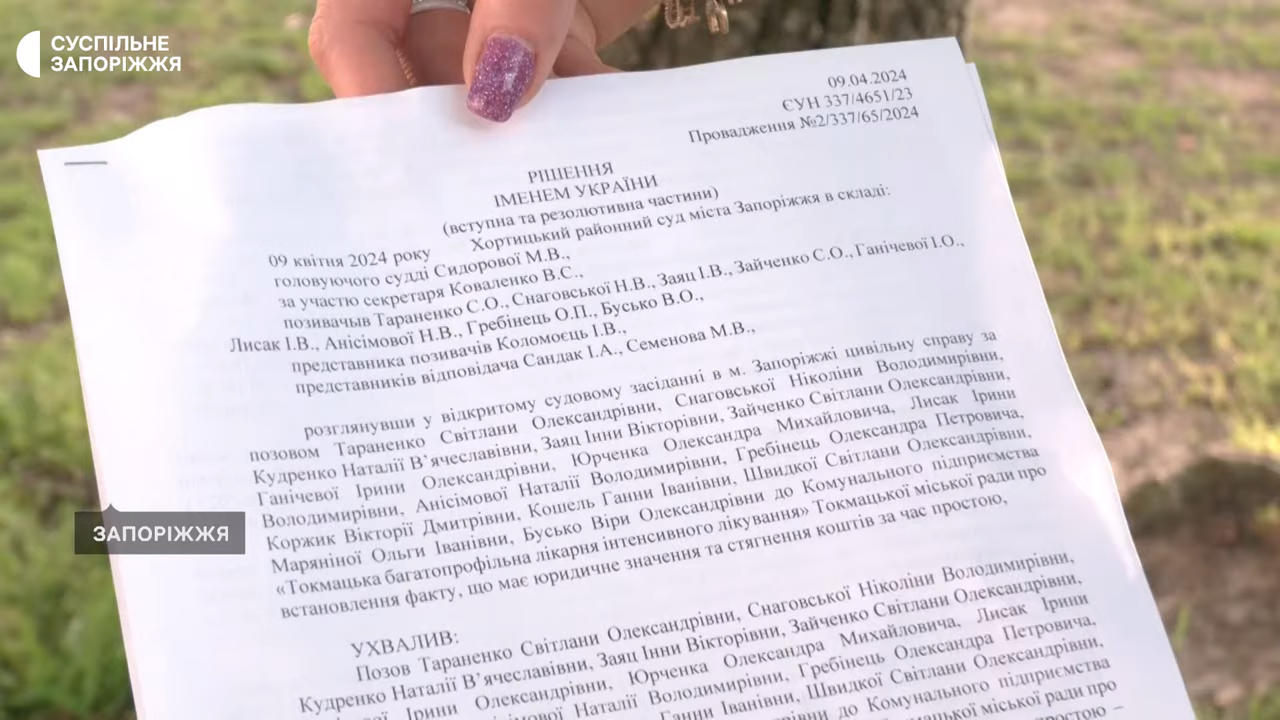 СУСПІЛЬНЕ
ЗАПОРІЖЖЯ
09.04.2024
ЄУН 337/4651/23
Провадження №2/337/65/2024
РІШЕННЯ
ІМЕНЕМ УКРАЇНИ
(вступна та резолютивна частини)
09 квітня 2024 року Хортицький районний суд міста Запоріжжя в складі:
головуючого судді Сидорової М.В.,
за участю секретаря Коваленко В.С.,
позивачыв Тараненко С.О., Снаговської Н.В., Заяц І.В., Зайченко С.О., Ганічевої І.О.,
Лисак І.В., Анісімової Н.В., Гребінець О.П., Бусько В.О.,
представника позивачів Коломоєць І.В.,
представників відповідача Сандак І.А., Семенова М.В.,
розглянувши у відкритому судовому засіданні в м. Запоріжжі цивільну справу за
позовом Тараненко Світлани Олександрівни, Снаговської Ніколіни Володимирівни,
Кудренко Наталії В’ячеславівни, Заяц Інни Вікторівни, Зайченко Світлани Олександрівни,
Ганічевої Ірини Олександрівни, Юрченка Олександра Михайловича, Лисак Ірини
Володимирівни, Анісімової Наталії Володимирівни, Гребінець Олександра Петровича,
Коржик Вікторії Дмитрівни, Кошель Ганни Іванівни, Швидкої Світлани Олександрівни,
Маряніної Ольги Іванівни, Бусько Віри Олександрівни до Комунального підприємства
«Токмацька багатопрофільна лікарня інтенсивного лікування» Токмацької міської ради про
встановлення факту, що має юридичне значення та стягнення коштів за час простою,
ЗАПОРІЖЖЯ
УХВАЛИВ:
Позов Тараненко Світлани Олександрівни, Снаговської Ніколіни Володимирівни,
Кудренко Наталії В’ячеславівни, Заяц Інни Вікторівни, Зайченко Світлани Олександрівни,
Ірини Олександрівни, Юрченка Олександра Михайловича, Лисак Ірини
Анісімової Наталії Володимирівни, Гребінець Олександра Петровича,
Ганни Іванівни, Швидкої Світлани Олександрівни,
до Комунального підприємства
міської ради про
простою –